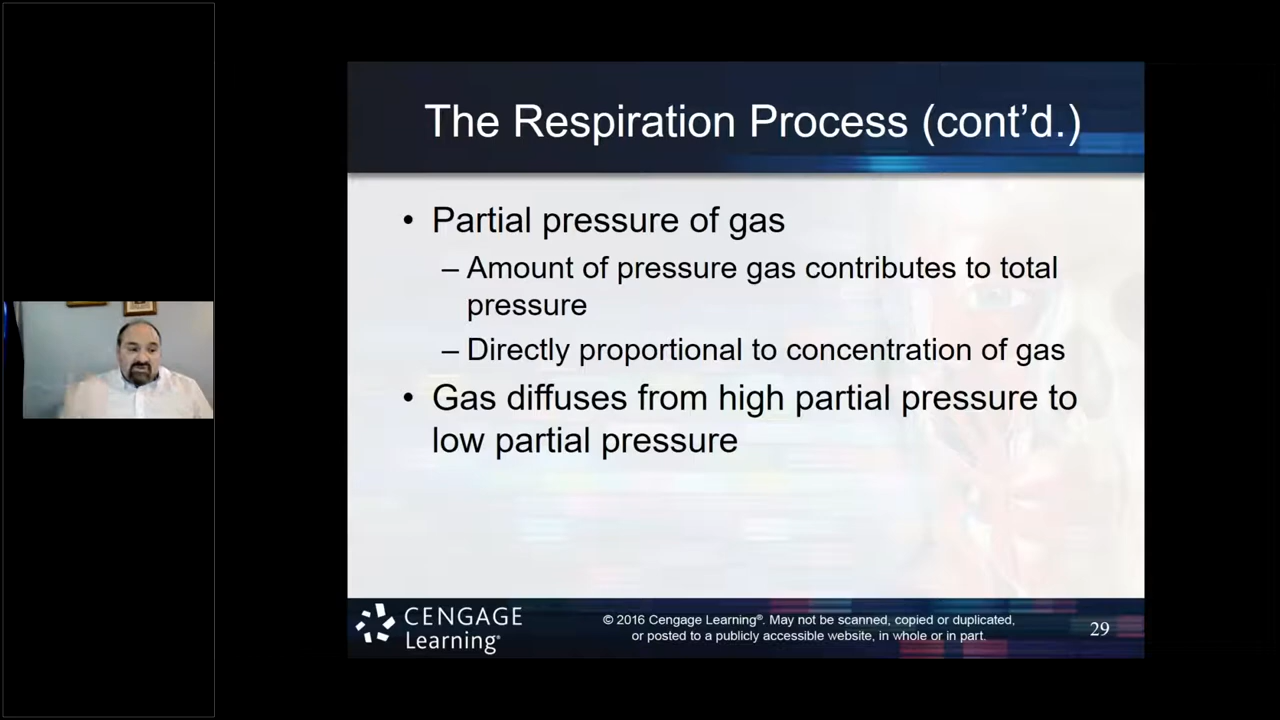 The Respiration Process (cont’d.)
• Partial pressure of gas
– Amount of pressure gas contributes to total
pressure
– Directly proportional to concentration of gas
• Gas diffuses from high partial pressure to
low partial pressure
CENGAGE
Learning®
© 2016 Cengage Learning®. May not be scanned, copied or duplicated,
or posted to a publicly accessible website, in whole or in part.
29